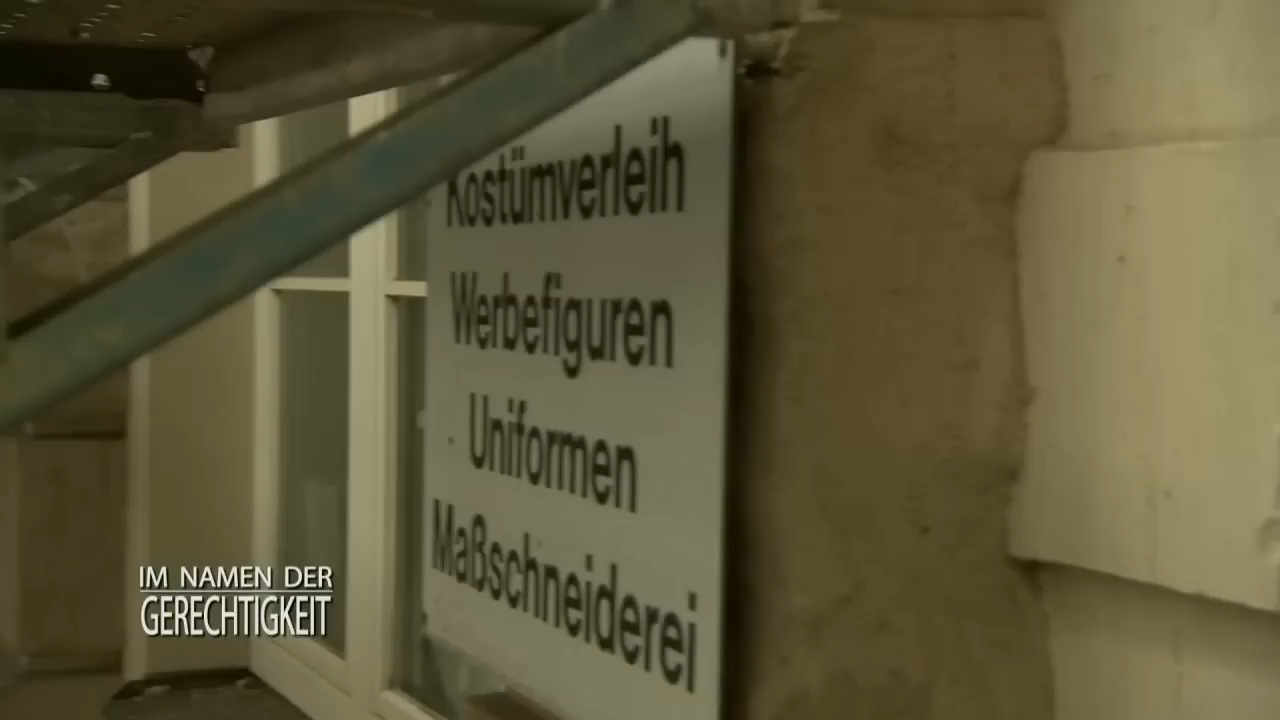 Kostümverleih
Werbefiguren
Uniformen
Maßschneiderei
IM NAMEN DER
GERECHTIGKEIT